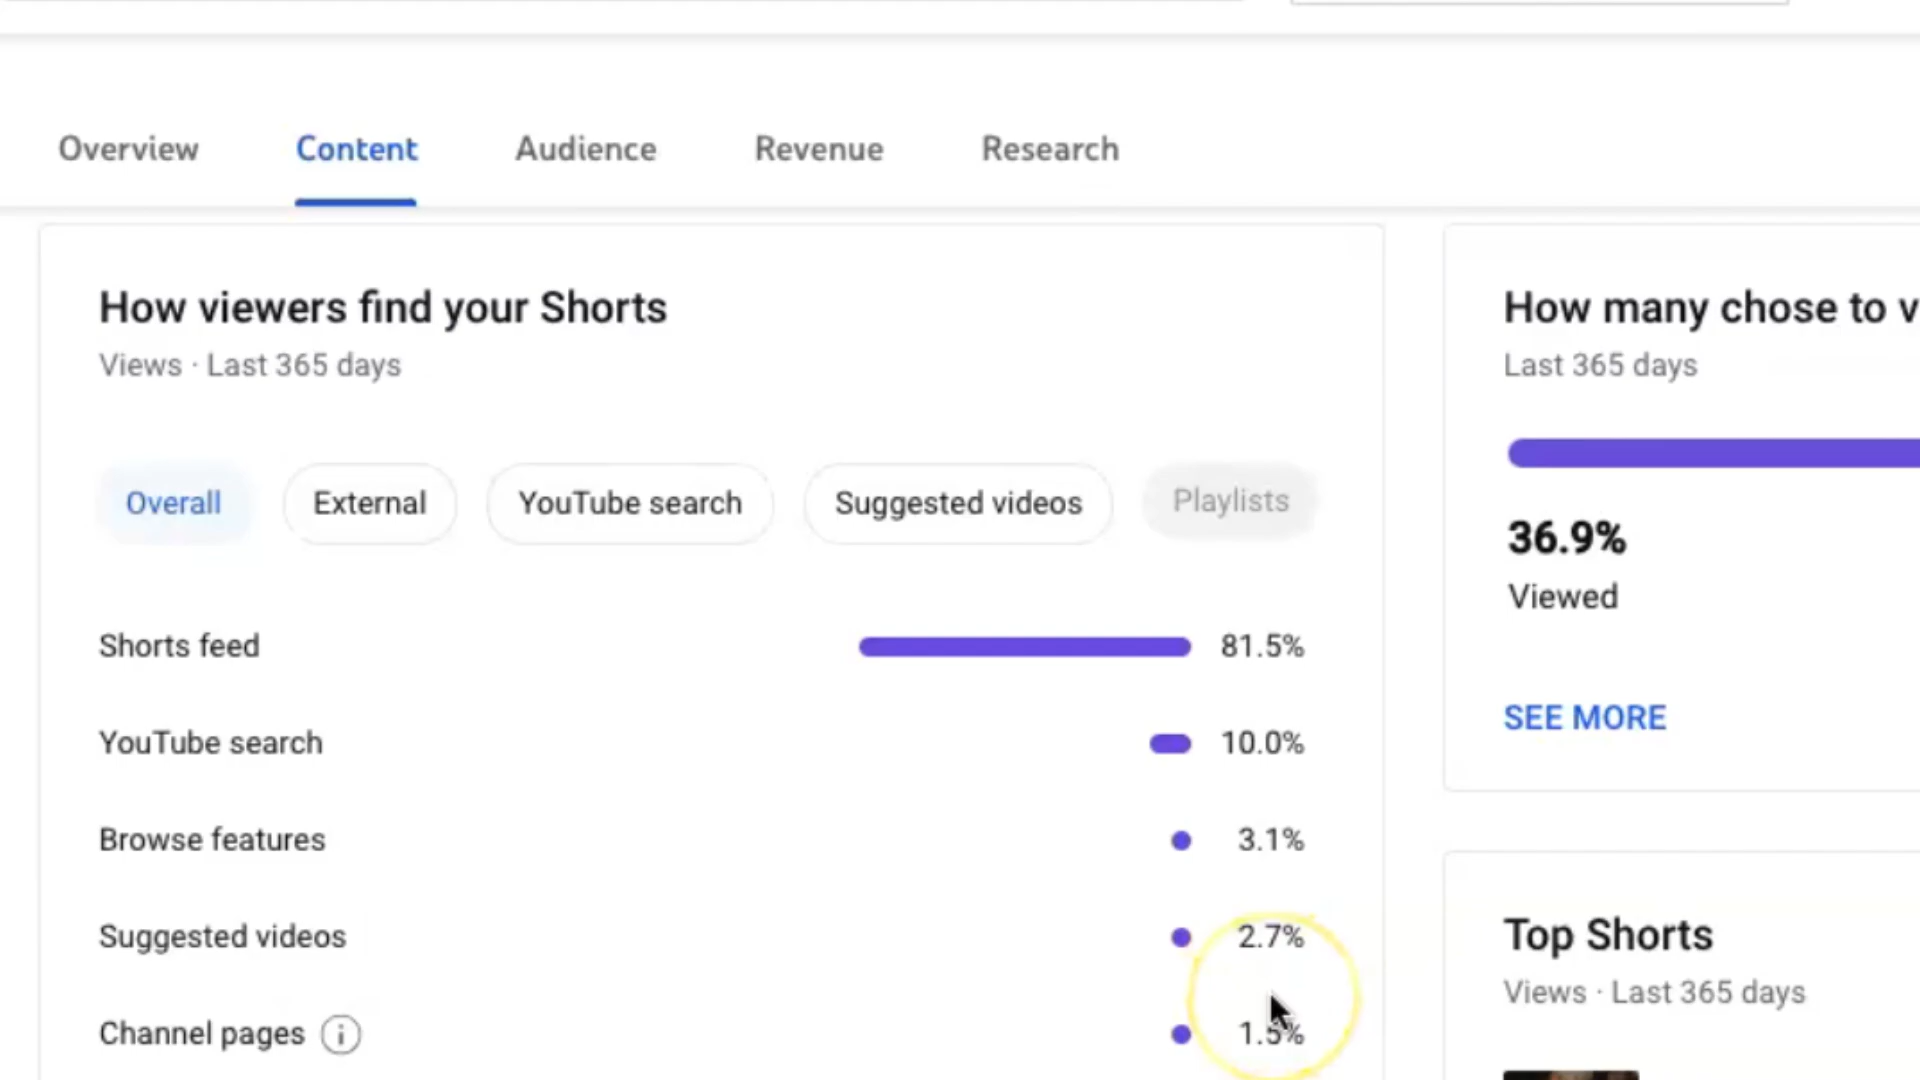 Overview Content Audience Revenue Research
How viewers find your Shorts
Views · Last 365 days
Overall External YouTube search Suggested videos Playlists
Shorts feed 81.5%
YouTube search 10.0%
Browse features 3.1%
Suggested videos 2.7%
Channel pages 1.5%
How many chose to v
Last 365 days
36.9%
Viewed
SEE MORE
Top Shorts
Views · Last 365 days